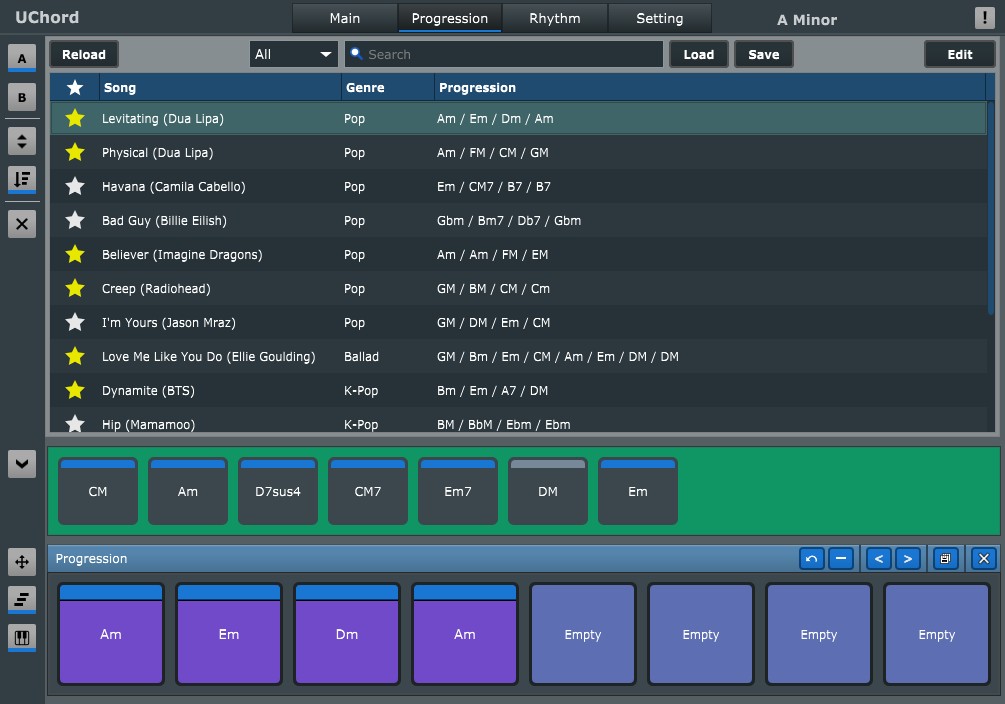 UChord Main Progression Rhythm Setting A Minor !
A Reload All Search Load Save Edit
B Song Genre Progression
Levitating (Dua Lipa) Pop Am / Em / Dm / Am
Physical (Dua Lipa) Pop Am / FM / CM / GM
Havana (Camila Cabello) Pop Em / CM7 / B7 / B7
Bad Guy (Billie Eilish) Pop Gbm / Bm7 / Db7 / Gbm
Believer (Imagine Dragons) Pop Am / Am / FM / EM
Creep (Radiohead) Pop GM / BM / CM / Cm
I'm Yours (Jason Mraz) Pop GM / DM / Em / CM
Love Me Like You Do (Ellie Goulding) Ballad GM / Bm / Em / CM / Am / Em / DM / DM
Dynamite (BTS) K-Pop Bm / Em / A7 / DM
Hip (Mamamoo) K-Pop BM / BbM / Ebm / Ebm
CM Am D7sus4 CM7 Em7 DM Em
Progression < >
Am Em Dm Am Empty Empty Empty Empty